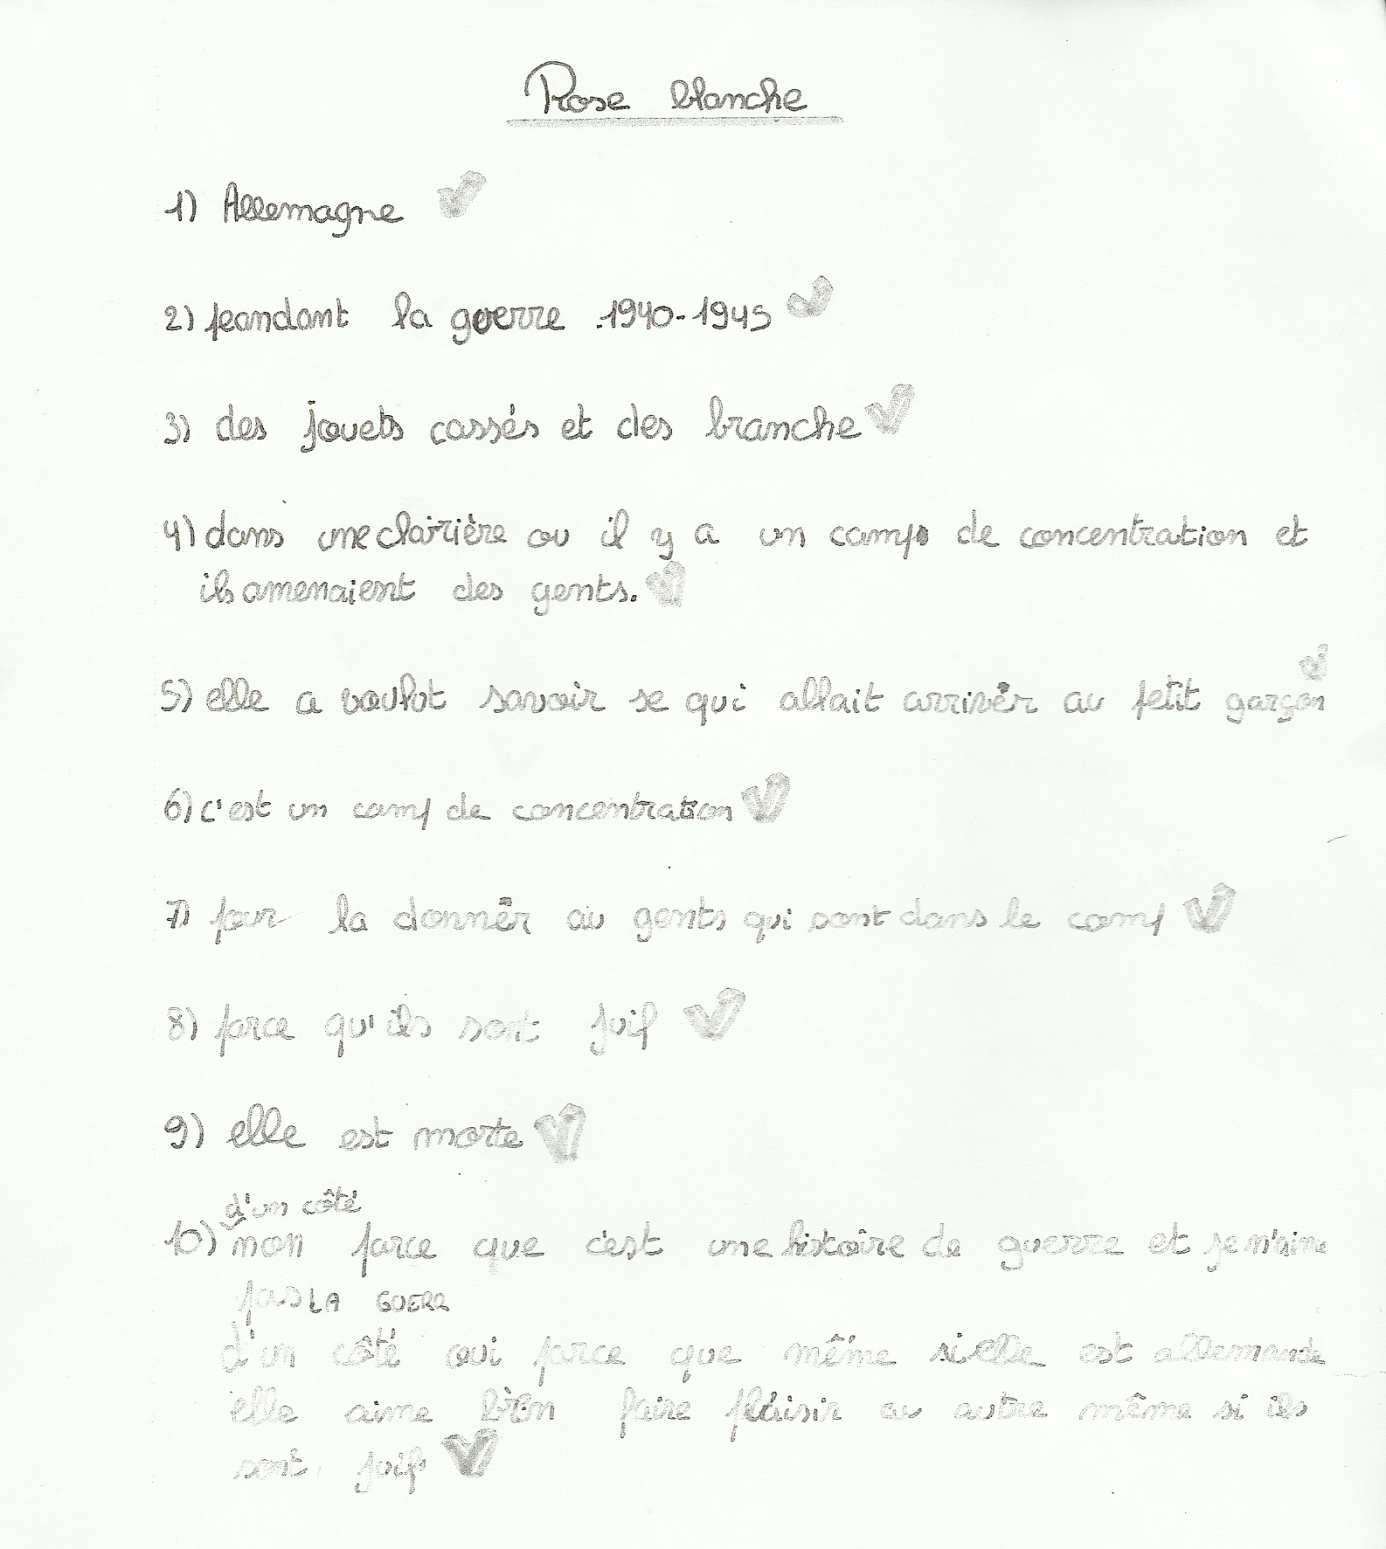 Rose blanche
1) Allemagne
2) peandant la guerre .1940-1945
3) des jouets cassés et des branche
4) dans une clairière ou il y a un camp de concentration et
ils amenaient des gents.
5) elle a voulut savoir se qui allait arrivêr au petit garçon
6) c'est un camp de concentration
7) pour la donnêr au gents qui sont dans le camp
8) parce qu'ils sont juif
9) elle est morte
d'un côté
10) non parce que c'est une histoire de guerre et je n'aime
pas LA GUERR
d'un côté oui parce que même si elle est allemande
elle aime bien faire plaisir au autre même si ils
sont juif